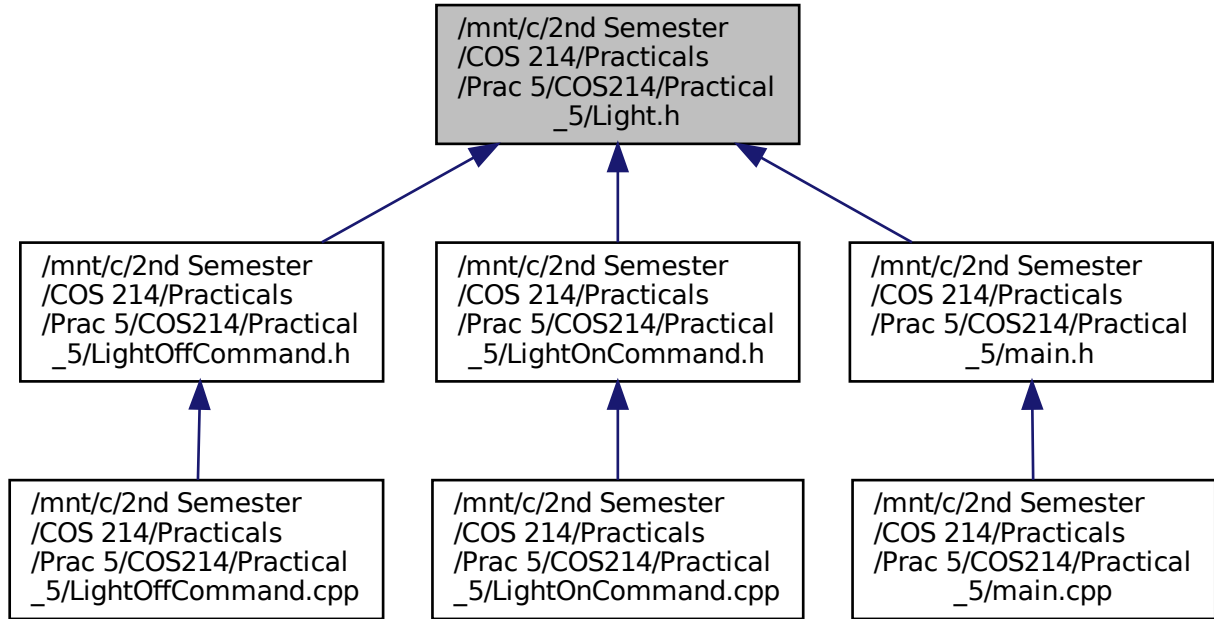 /mnt/c/2nd Semester
/COS 214/Practicals
/Prac 5/COS214/Practical
_5/Light.h
/mnt/c/2nd Semester
/COS 214/Practicals
/Prac 5/COS214/Practical
_5/LightOffCommand.h
/mnt/c/2nd Semester
/COS 214/Practicals
/Prac 5/COS214/Practical
_5/LightOnCommand.h
/mnt/c/2nd Semester
/COS 214/Practicals
/Prac 5/COS214/Practical
_5/main.h
/mnt/c/2nd Semester
/COS 214/Practicals
/Prac 5/COS214/Practical
_5/LightOffCommand.cpp
/mnt/c/2nd Semester
/COS 214/Practicals
/Prac 5/COS214/Practical
_5/LightOnCommand.cpp
/mnt/c/2nd Semester
/COS 214/Practicals
/Prac 5/COS214/Practical
_5/main.cpp